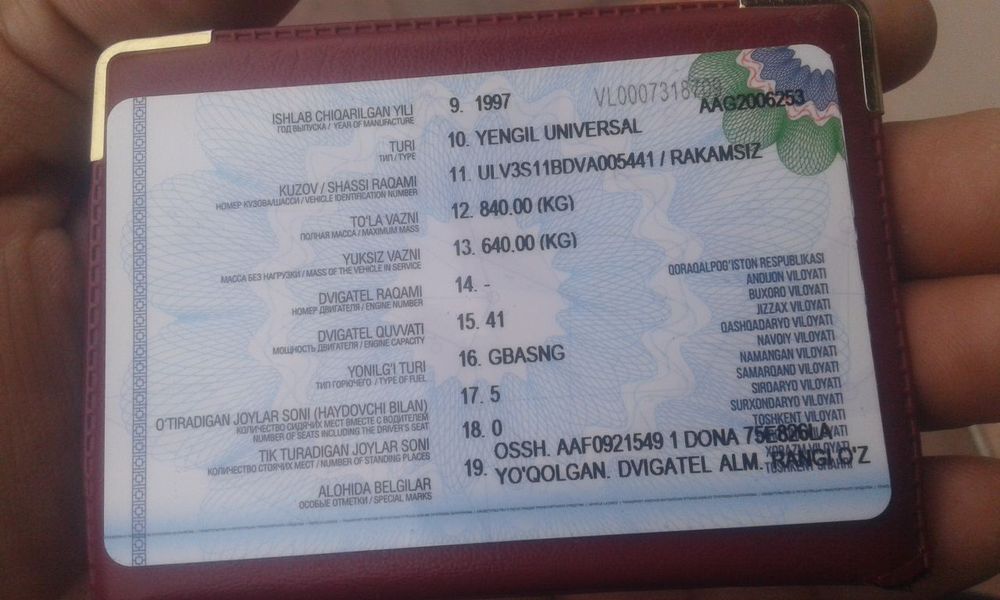 VL0007318708
AAG2006253
ISHLAB CHIQARILGAN YILI
ГОД ВЫПУСКА / YEAR OF MANUFACTURE
9. 1997
TURI
ТИП / TYPE
10. YENGIL UNIVERSAL
KUZOV / SHASSI RAQAMI
НОМЕР КУЗОВА/ШАССИ / VEHICLE IDENTIFICATION NUMBER
11. ULV3S11BDVA005441 / RAKAMSIZ
TO'LA VAZNI
ПОЛНАЯ МАССА / MAXIMUM MASS
12. 840.00 (KG)
YUKSIZ VAZNI
МАССА БЕЗ НАГРУЗКИ / MASS OF THE VEHICLE IN SERVICE
13. 640.00 (KG)
DVIGATEL RAQAMI
НОМЕР ДВИГАТЕЛЯ / ENGINE NUMBER
14. -
DVIGATEL QUVVATI
МОЩНОСТЬ ДВИГАТЕЛЯ / ENGINE CAPACITY
15. 41
YONILG'I TURI
ТИП ГОРЮЧЕГО / TYPE OF FUEL
16. GBASNG
O'TIRADIGAN JOYLAR SONI (HAYDOVCHI BILAN)
КОЛИЧЕСТВО СИДЯЧИХ МЕСТ ВМЕСТЕ С ВОДИТЕЛЕМ
NUMBER OF SEATS INCLUDING THE DRIVER'S SEAT
17. 5
TIK TURADIGAN JOYLAR SONI
КОЛИЧЕСТВО СТОЯЧИХ МЕСТ / NUMBER OF STANDING PLACES
18. 0
ALOHIDA BELGILAR
ОСОБЫЕ ОТМЕТКИ / SPECIAL MARKS
19. OSSH. AAF0921549 1 DONA 75E826LA
YO'QOLGAN. DVIGATEL ALM. RANGI O'Z
QORAQALPOG'ISTON RESPUBLIKASI
ANDIJON VILOYATI
BUXORO VILOYATI
JIZZAX VILOYATI
QASHQADARYO VILOYATI
NAVOIY VILOYATI
NAMANGAN VILOYATI
SAMARQAND VILOYATI
SIRDARYO VILOYATI
SURXONDARYO VILOYATI
TOSHKENT VILOYATI